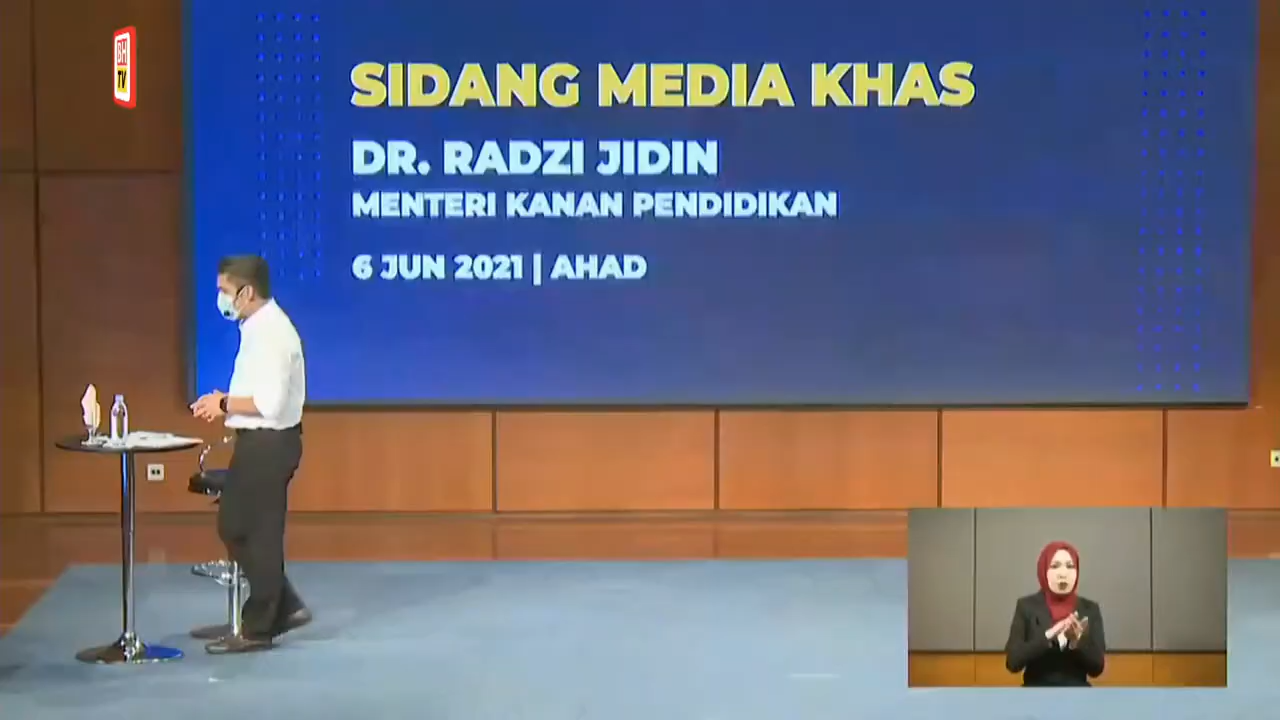 BH
TV
SIDANG MEDIA KHAS
DR. RADZI JIDIN
MENTERI KANAN PENDIDIKAN
6 JUN 2021 | AHAD